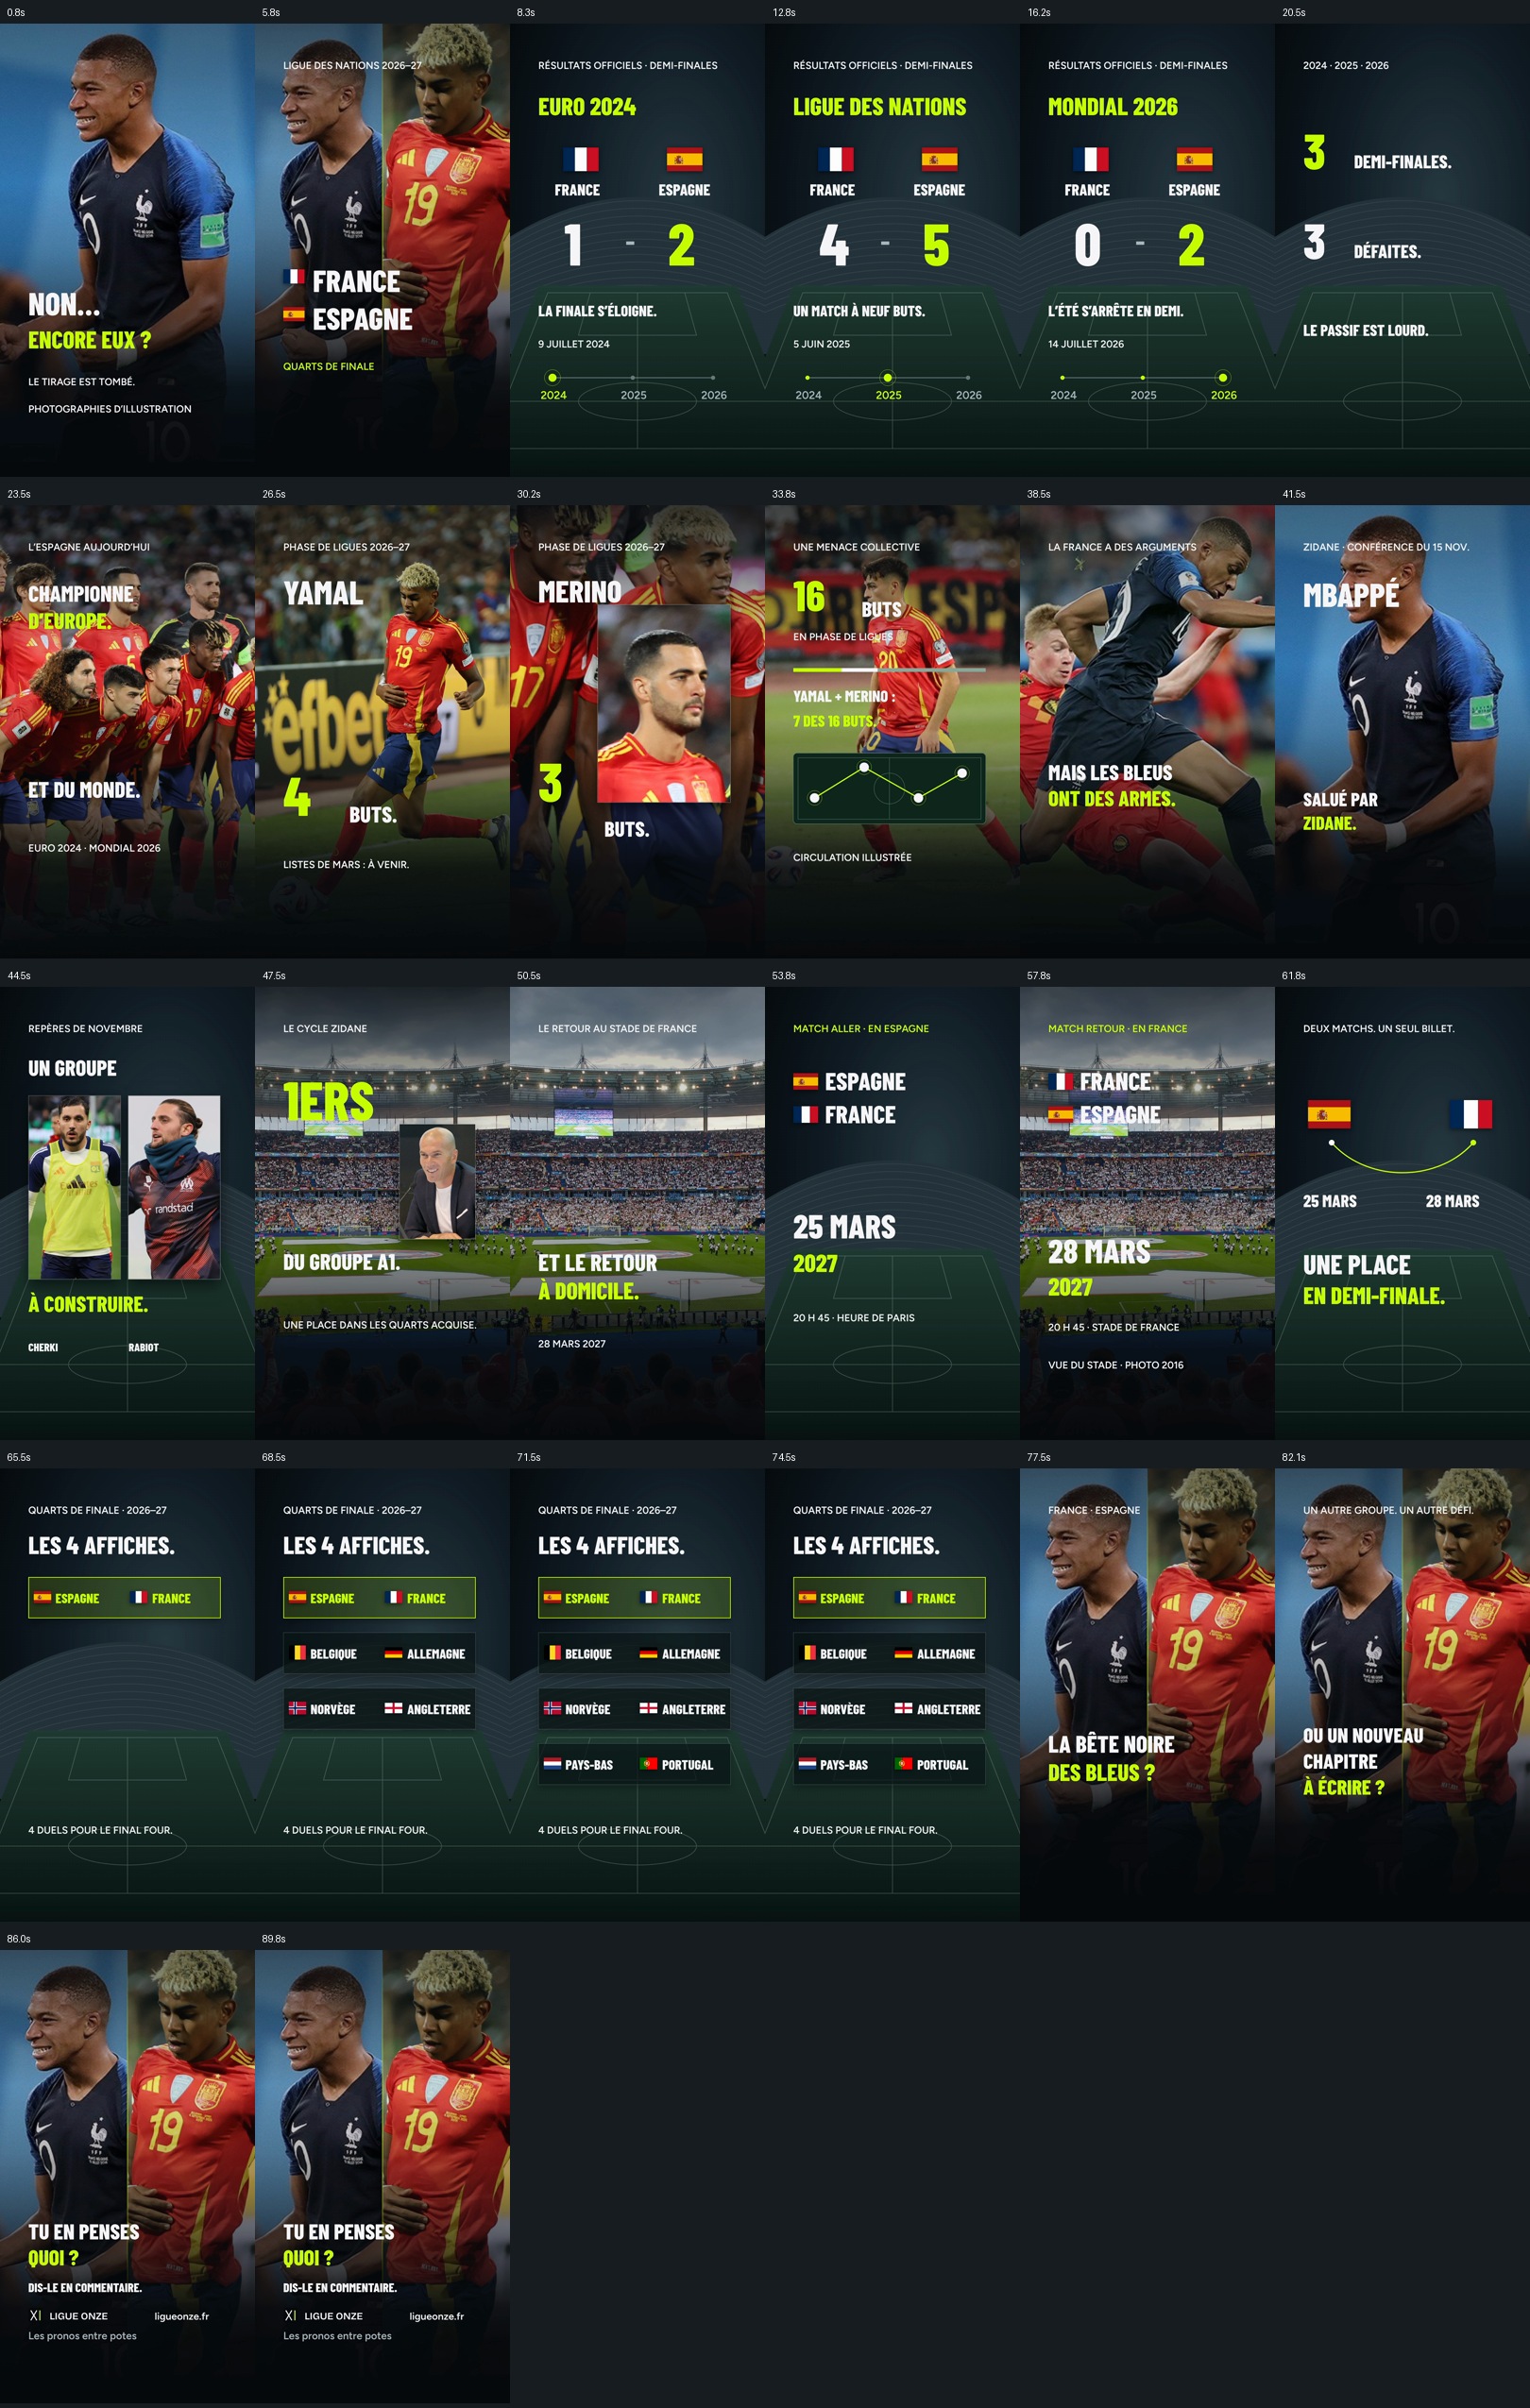 0.8s
NON...
ENCORE EUX ?
LE TIRAGE EST TOMBÉ.
PHOTOGRAPHIES D'ILLUSTRATION
10
5.8s
LIGUE DES NATIONS 2026–27
19
FRANCE
ESPAGNE
QUARTS DE FINALE
8.3s
RÉSULTATS OFFICIELS · DEMI-FINALES
EURO 2024
FRANCE ESPAGNE
1 - 2
LA FINALE S'ÉLOIGNE.
9 JUILLET 2024
2024 2025 2026
12.8s
RÉSULTATS OFFICIELS · DEMI-FINALES
LIGUE DES NATIONS
FRANCE ESPAGNE
4 - 5
UN MATCH À NEUF BUTS.
5 JUIN 2025
2024 2025 2026
16.2s
RÉSULTATS OFFICIELS · DEMI-FINALES
MONDIAL 2026
FRANCE ESPAGNE
0 - 2
L'ÉTÉ S'ARRÊTE EN DEMI.
14 JUILLET 2026
2024 2025 2026
20.5s
2024 · 2025 · 2026
3 DEMI-FINALES.
3 DÉFAITES.
LE PASSIF EST LOURD.
23.5s
L'ESPAGNE AUJOURD'HUI
CHAMPIONNE
D'EUROPE.
17
ET DU MONDE.
EURO 2024 · MONDIAL 2026
26.5s
PHASE DE LIGUES 2026–27
YAMAL
19
efbet
4 BUTS.
LISTES DE MARS : À VENIR.
30.2s
PHASE DE LIGUES 2026–27
MERINO
17
3
BUTS.
33.8s
UNE MENACE COLLECTIVE
16 BUTS
EN PHASE DE LIGUES
20
YAMAL + MERINO :
7 DES 16 BUTS.
CIRCULATION ILLUSTRÉE
38.5s
LA FRANCE A DES ARGUMENTS
10
MAIS LES BLEUS
ONT DES ARMES.
41.5s
ZIDANE · CONFÉRENCE DU 15 NOV.
MBAPPÉ
SALUÉ PAR
ZIDANE.
10
44.5s
REPÈRES DE NOVEMBRE
UN GROUPE
randstad
À CONSTRUIRE.
CHERKI RABIOT
47.5s
LE CYCLE ZIDANE
1ERS
DU GROUPE A1.
UNE PLACE DANS LES QUARTS ACQUISE.
50.5s
LE RETOUR AU STADE DE FRANCE
ET LE RETOUR
À DOMICILE.
28 MARS 2027
53.8s
MATCH ALLER · EN ESPAGNE
ESPAGNE
FRANCE
25 MARS
2027
20 H 45 · HEURE DE PARIS
57.8s
MATCH RETOUR · EN FRANCE
FRANCE
ESPAGNE
28 MARS
2027
20 H 45 · STADE DE FRANCE
VUE DU STADE · PHOTO 2016
61.8s
DEUX MATCHS. UN SEUL BILLET.
25 MARS 28 MARS
UNE PLACE
EN DEMI-FINALE.
65.5s
QUARTS DE FINALE · 2026–27
LES 4 AFFICHES.
ESPAGNE FRANCE
4 DUELS POUR LE FINAL FOUR.
68.5s
QUARTS DE FINALE · 2026–27
LES 4 AFFICHES.
ESPAGNE FRANCE
BELGIQUE ALLEMAGNE
NORVÈGE ANGLETERRE
4 DUELS POUR LE FINAL FOUR.
71.5s
QUARTS DE FINALE · 2026–27
LES 4 AFFICHES.
ESPAGNE FRANCE
BELGIQUE ALLEMAGNE
NORVÈGE ANGLETERRE
PAYS-BAS PORTUGAL
4 DUELS POUR LE FINAL FOUR.
74.5s
QUARTS DE FINALE · 2026–27
LES 4 AFFICHES.
ESPAGNE FRANCE
BELGIQUE ALLEMAGNE
NORVÈGE ANGLETERRE
PAYS-BAS PORTUGAL
4 DUELS POUR LE FINAL FOUR.
77.5s
FRANCE · ESPAGNE
19
LA BÊTE NOIRE
DES BLEUS ?
82.1s
UN AUTRE GROUPE. UN AUTRE DÉFI.
19
OU UN NOUVEAU
CHAPITRE
À ÉCRIRE ?
86.0s
19
TU EN PENSES
QUOI ?
DIS-LE EN COMMENTAIRE.
XI LIGUE ONZE ligueonze.fr
Les pronos entre potes
89.8s
19
TU EN PENSES
QUOI ?
DIS-LE EN COMMENTAIRE.
XI LIGUE ONZE ligueonze.fr
Les pronos entre potes